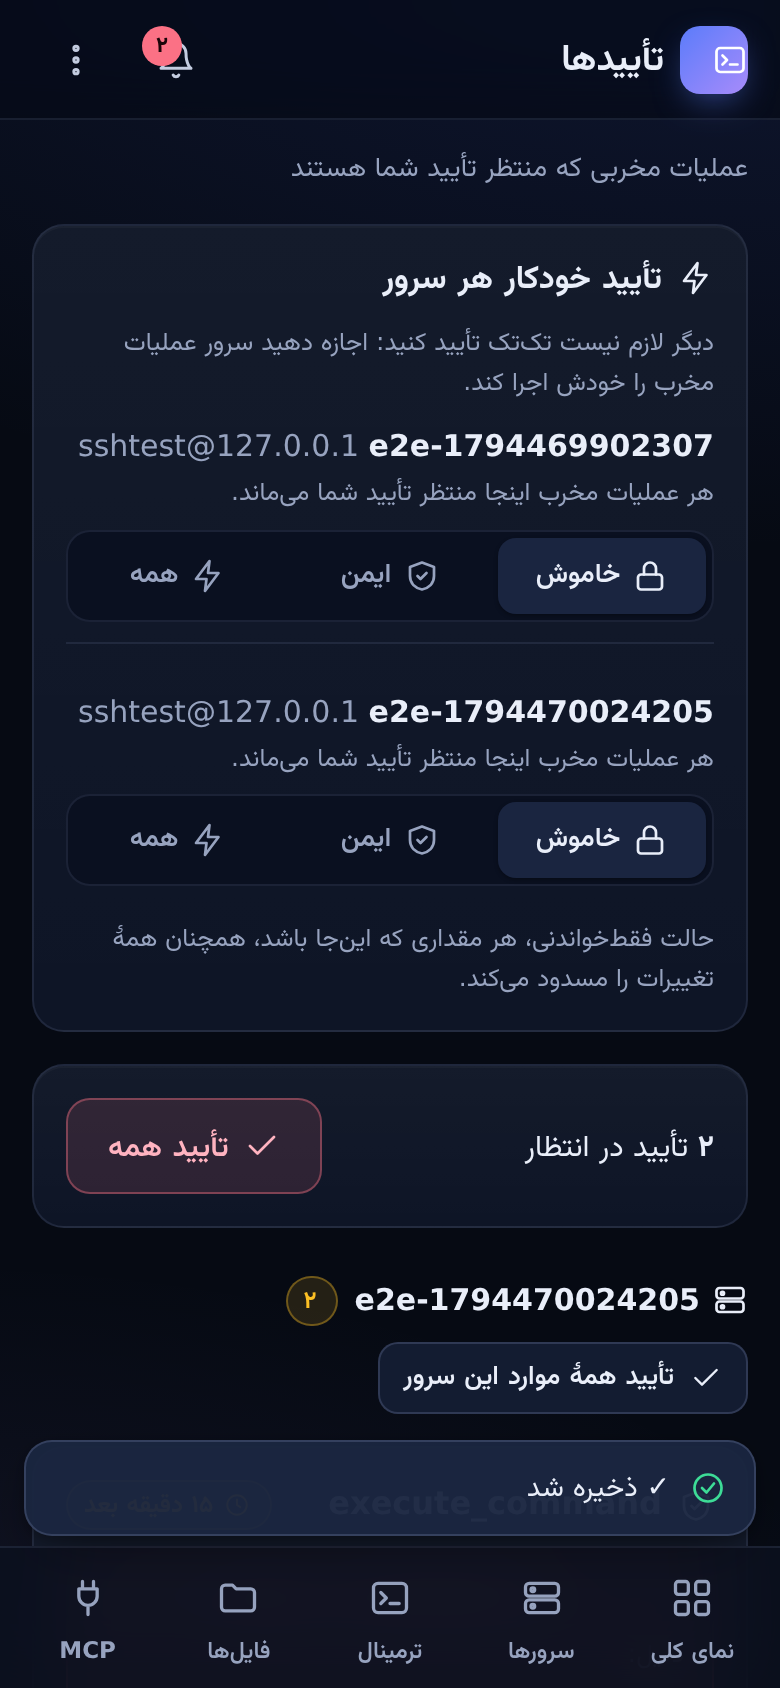 تأییدها
۲
عملیات مخربی که منتظر تأیید شما هستند
تأیید خودکار هر سرور
دیگر لازم نیست تک‌تک تأیید کنید: اجازه دهید سرور عملیات
مخرب را خودش اجرا کند.
e2e-1794469902307 sshtest@127.0.0.1
هر عملیات مخرب اینجا منتظر تأیید شما می‌ماند.
خاموش ایمن همه
e2e-1794470024205 sshtest@127.0.0.1
هر عملیات مخرب اینجا منتظر تأیید شما می‌ماند.
خاموش ایمن همه
حالت فقط‌خواندنی، هر مقداری که این‌جا باشد، همچنان همهٔ
تغییرات را مسدود می‌کند.
۲ تأیید در انتظار
تأیید همه
e2e-1794470024205 ۲
تأیید همهٔ موارد این سرور
✓ ذخیره شد
execute_command ۱۵ دقیقه بعد
نمای کلی سرورها ترمینال فایل‌ها MCP